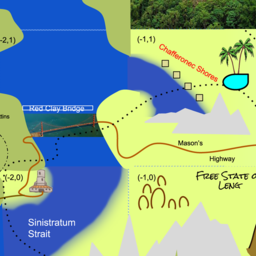 (-2,1)
(-1,1)
Chafferonec Shores
Red Clay Bridge
Mason's
Highway
(-2,0)
(-1,0)
Free State o
Leng
Sinistratum
Strait